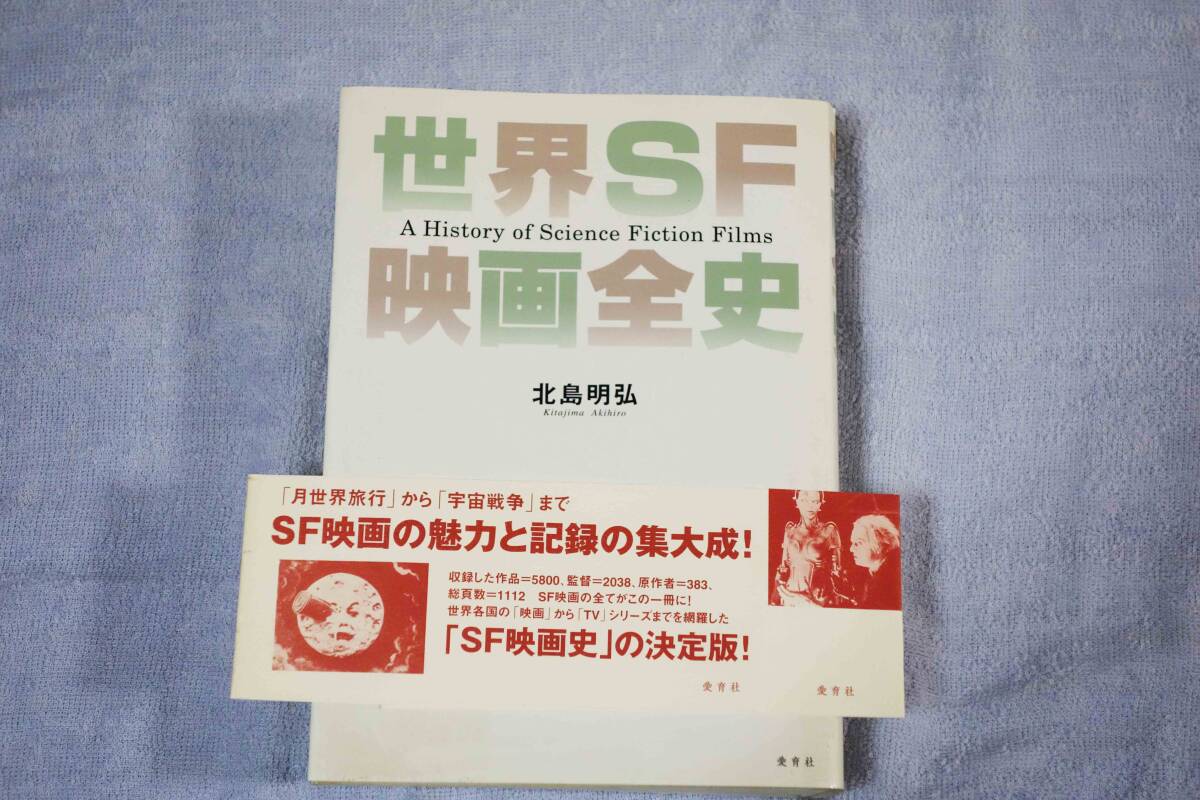 世界SF
A History of Science Fiction Films
映画全史
北島明弘
Kitajima Akihiro
「月世界旅行」から「宇宙戦争」まで
SF映画の魅力と記録の集大成!
収録した作品=5800、監督=2038、原作者=383、
総頁数=1112 SF映画の全てがこの一冊に!
世界各国の「映画」から「TV」シリーズまでを網羅した
「SF映画史」の決定版!
愛育社
愛育社
愛育社